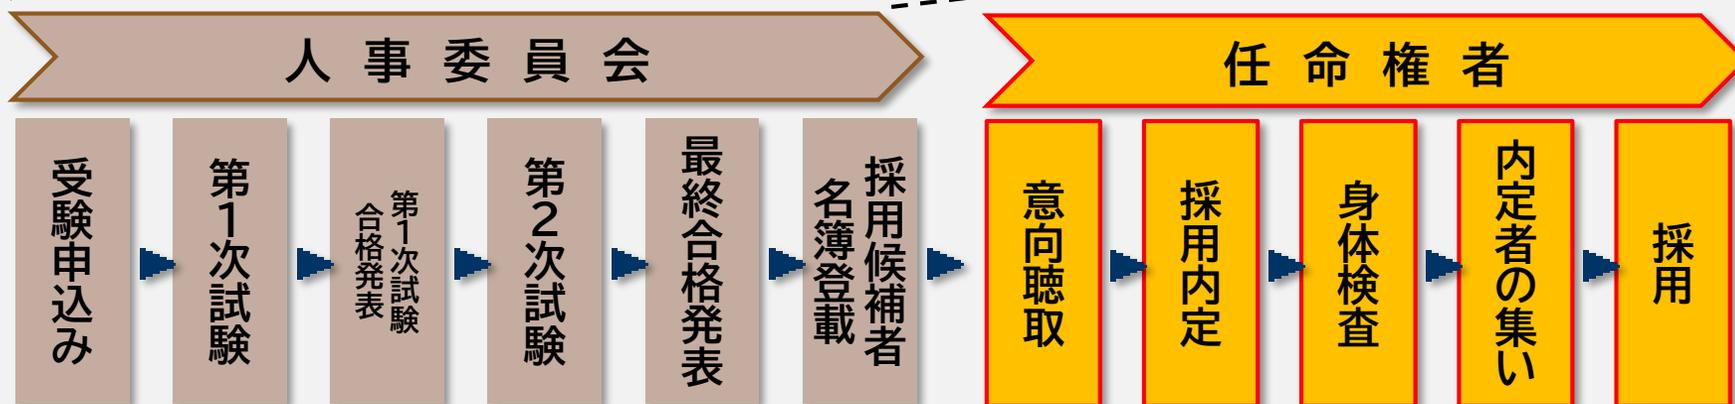 人事委員会
任命権者
受験申込み
第1次試験
第1次試験
合格発表
第2次試験
最終合格発表
採用候補者
名簿登載
意向聴取
採用内定
身体検査
内定者の集い
採用